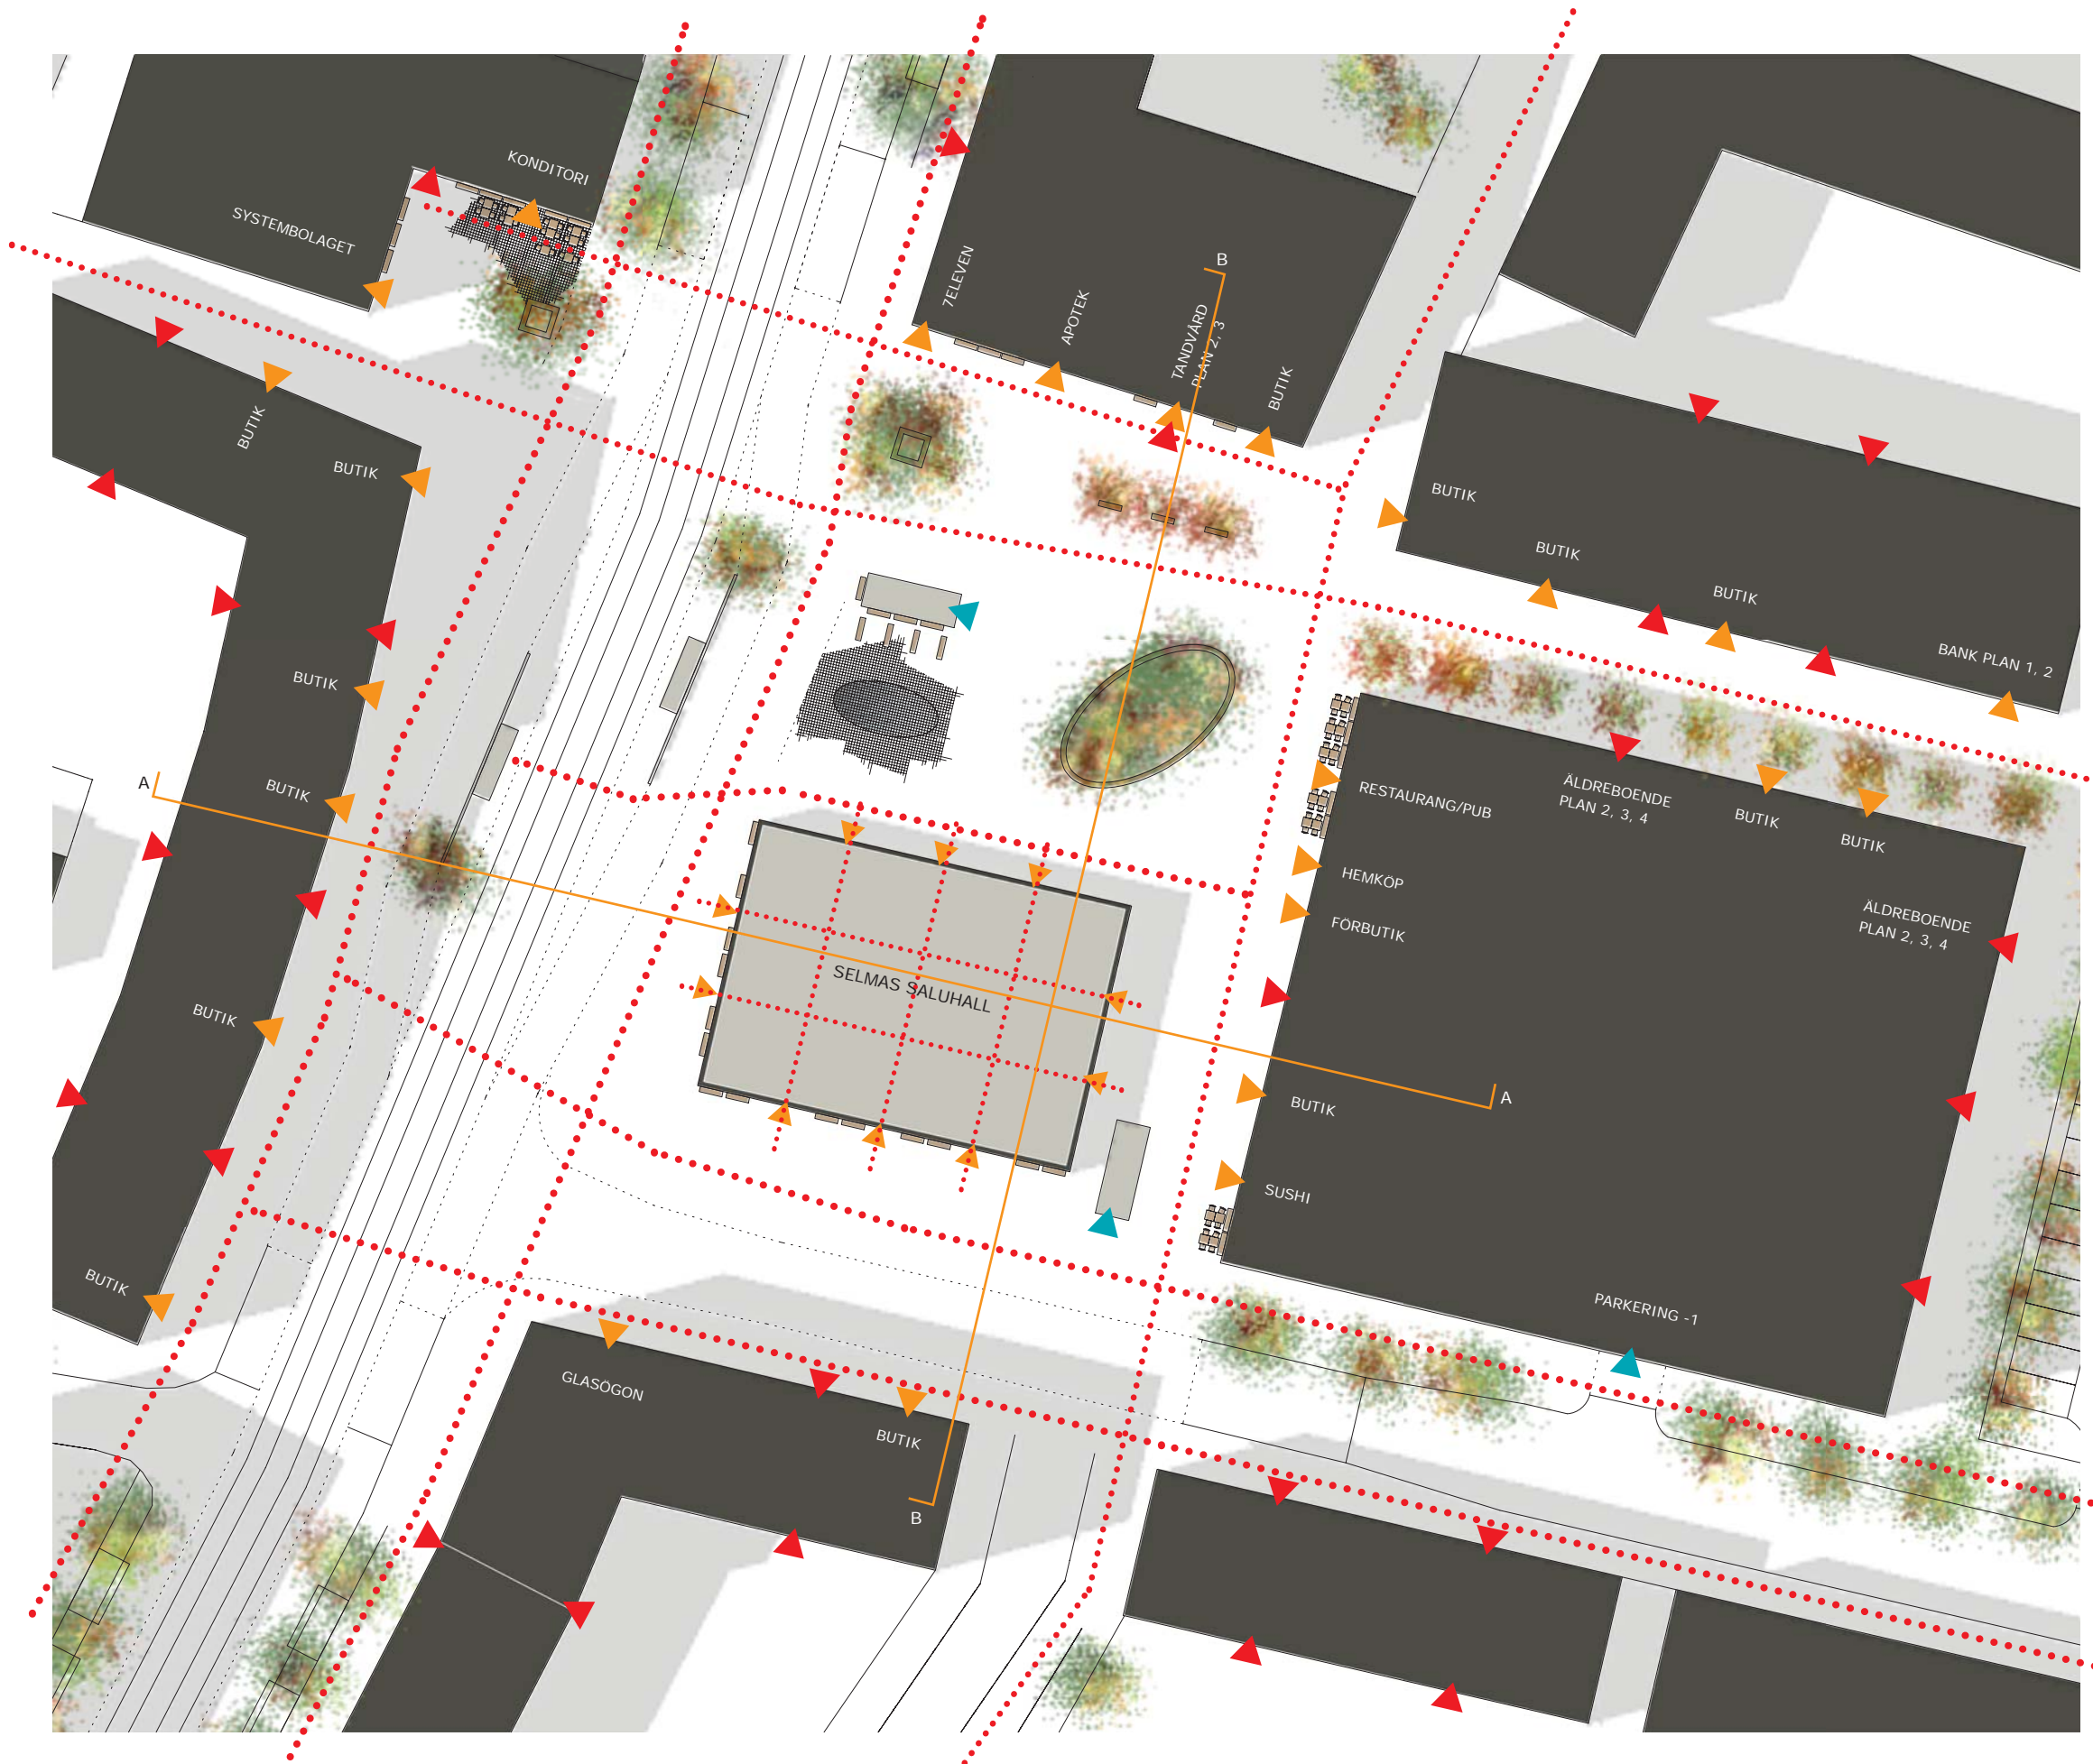 KONDITORI
SYSTEMBOLAGET
7ELEVEN
APOTEK
TANDVÅRD
PLAN 2, 3
BUTIK
B
BUTIK
BUTIK
BUTIK
BUTIK
BUTIK
BANK PLAN 1, 2
BUTIK
A
BUTIK
RESTAURANG/PUB
ÄLDREBOENDE
PLAN 2, 3, 4
BUTIK
BUTIK
HEMKÖP
FÖRBUTIK
ÄLDREBOENDE
PLAN 2, 3, 4
SELMAS SALUHALL
BUTIK
BUTIK
A
SUSHI
BUTIK
PARKERING -1
GLASÖGON
BUTIK
B